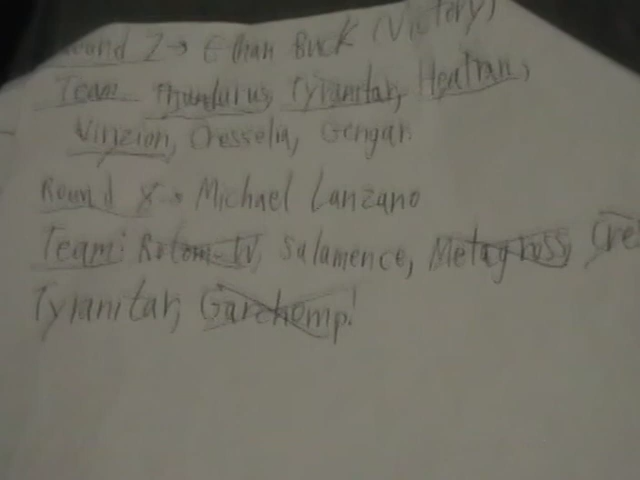 Round 7 → Ethan Buck (Victory)
Team Thundurus, Tyranitar, Heatran,
Virizion, Cresselia, Gengar.
Round 8 → Michael Lanzano
Team: Rotom-W, Salamence, Metagross, Cre
Tyranitar, Garchomp!